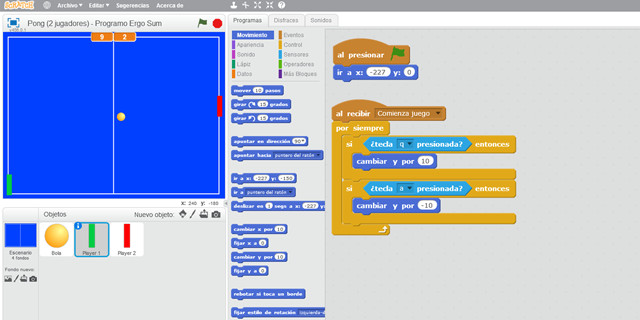 SCRATCH
Archivo
Editar
Sugerencias
Acerca de
Pong (2 jugadores) - Programo Ergo Sum
9 2
x: 240 y: -180
Objetos
Nuevo objeto:
Escenario
4 fondos
Fondo nuevo:
Bola
Player 1
Player 2
Programas
Disfraces
Sonidos
Movimiento
Apariencia
Sonido
Lápiz
Datos
Eventos
Control
Sensores
Operadores
Más Bloques
mover 10 pasos
girar 15 grados
girar 15 grados
apuntar en dirección 90
apuntar hacia puntero del ratón
ir a x: -227 y: -150
ir a puntero del ratón
deslizar en 1 segs a x: -227
cambiar x por 10
fijar x a 0
cambiar y por 10
fijar y a 0
rebotar si toca un borde
fijar estilo de rotación izquierda-d
al presionar
ir a x: -227 y: 0
al recibir Comienza juego
por siempre
si ¿tecla q presionada? entonces
cambiar y por 10
si ¿tecla a presionada? entonces
cambiar y por -10